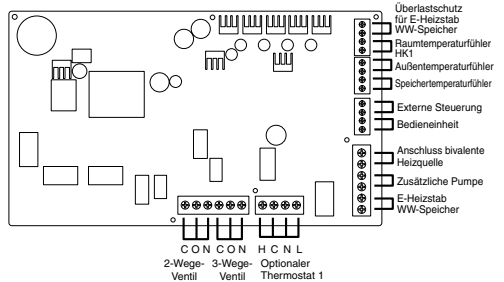 Überlastschutz
für E-Heizstab
WW-Speicher
Raumtemperaturfühler
HK1
Außentemperaturfühler
Speichertemperaturfühler
Externe Steuerung
Bedieneinheit
Anschluss bivalente
Heizquelle
Zusätzliche Pumpe
E-Heizstab
WW-Speicher
C O N C O N H C N L
2-Wege- 3-Wege- Optionaler
Ventil Ventil Thermostat 1